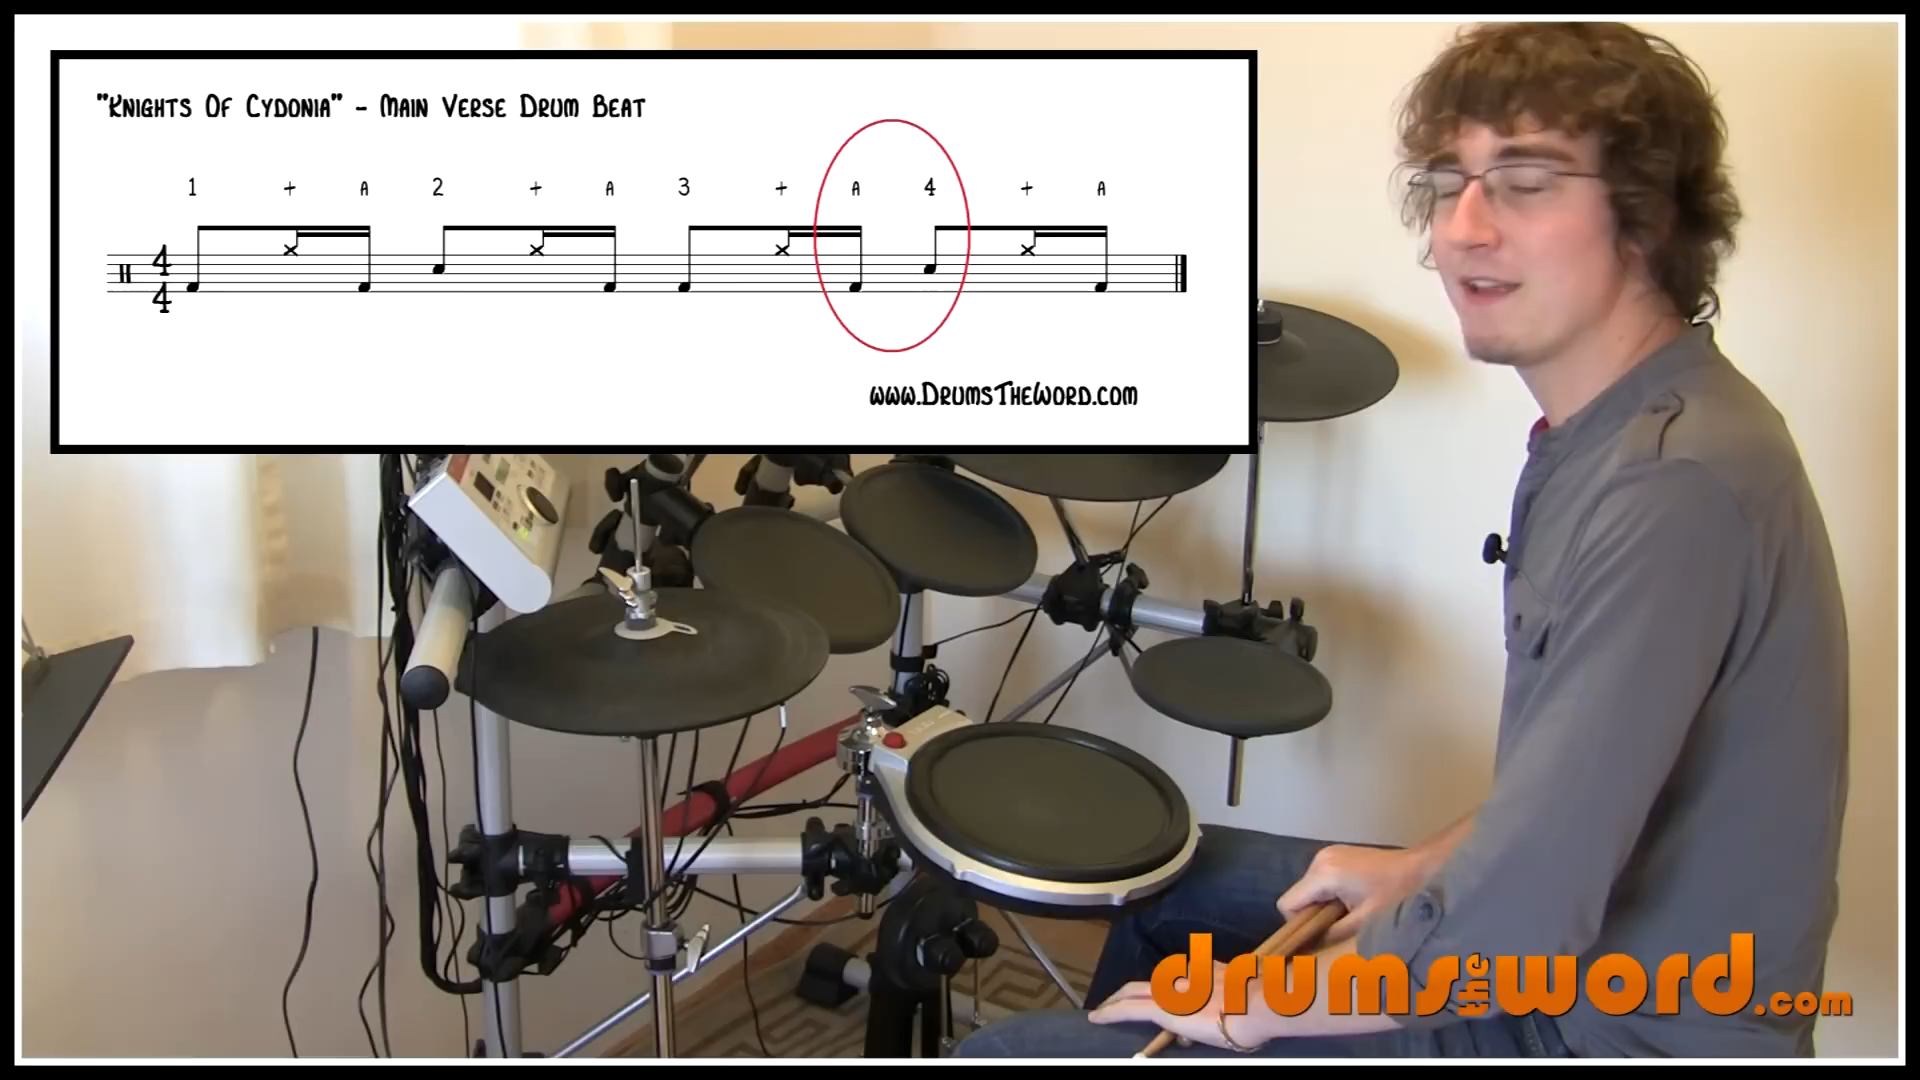 "Knights Of Cydonia" - Main Verse Drum Beat
1 + A 2 + A 3 + A 4 + A
4
4
www.DrumsTheWord.com
drums the word.com